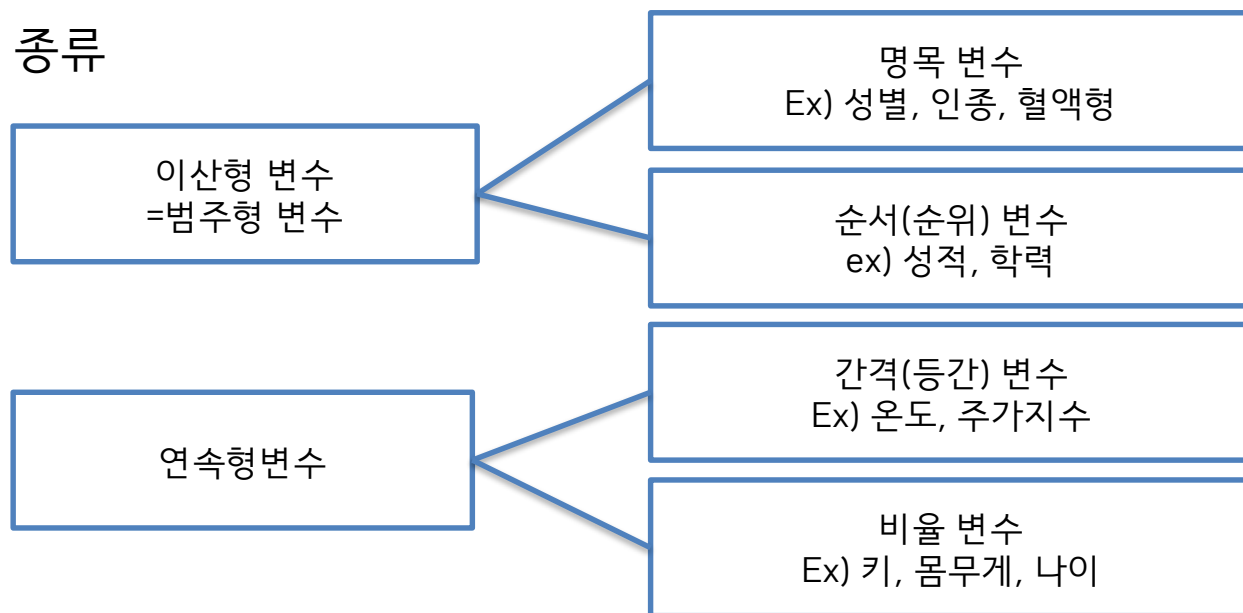 종류
이산형 변수
=범주형 변수
명목 변수
Ex) 성별, 인종, 혈액형
순서(순위) 변수
ex) 성적, 학력
연속형변수
간격(등간) 변수
Ex) 온도, 주가지수
비율 변수
Ex) 키, 몸무게, 나이